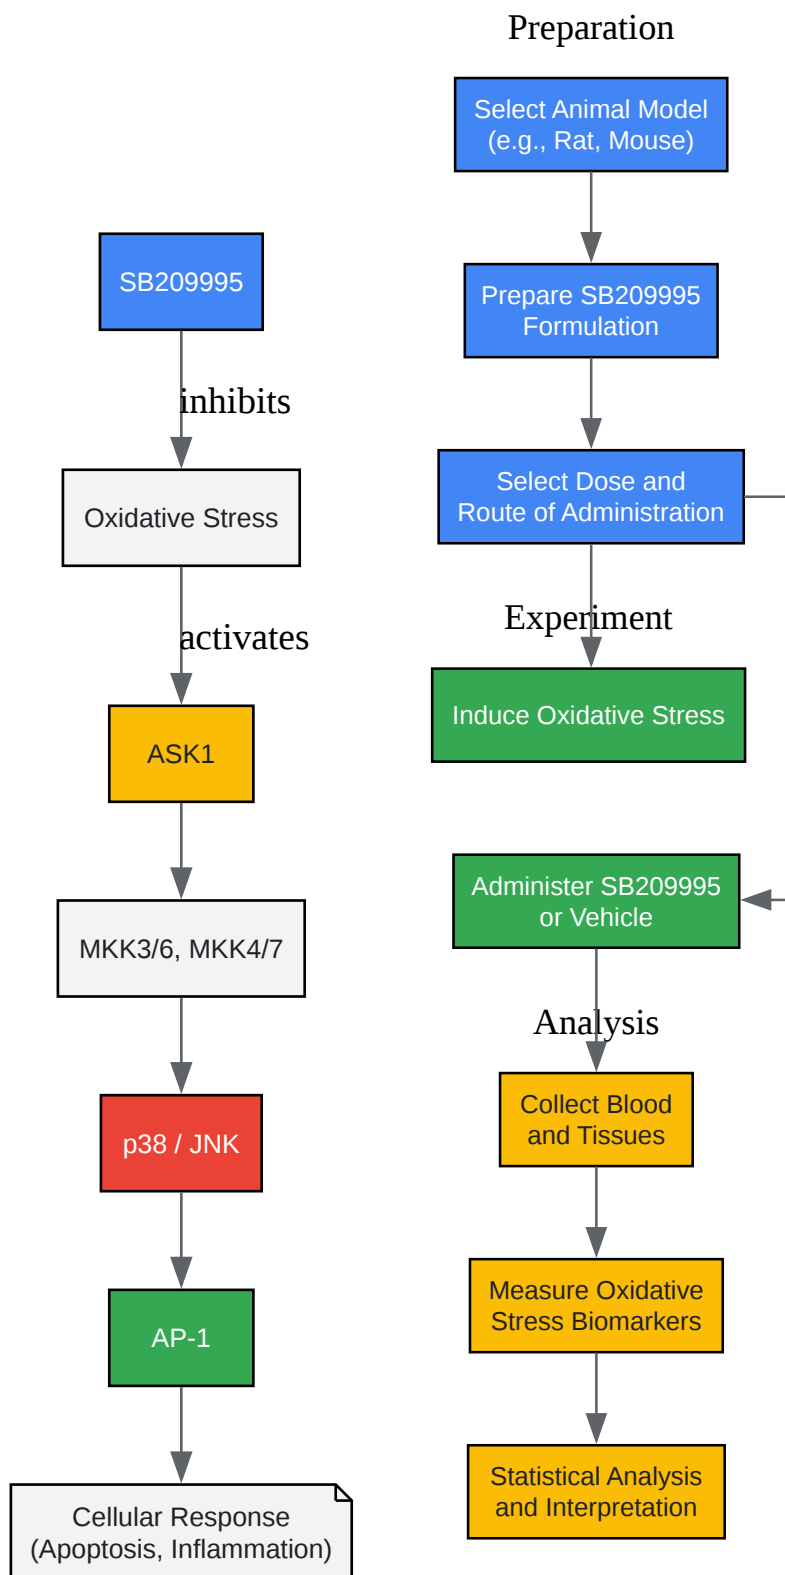 SB209995
inhibits
Oxidative Stress
activates
ASK1
MKK3/6, MKK4/7
p38 / JNK
AP-1
Cellular Response
(Apoptosis, Inflammation)
Preparation
Select Animal Model
(e.g., Rat, Mouse)
Prepare SB209995
Formulation
Select Dose and
Route of Administration
Experiment
Induce Oxidative Stress
Administer SB209995
or Vehicle
Analysis
Collect Blood
and Tissues
Measure Oxidative
Stress Biomarkers
Statistical Analysis
and Interpretation